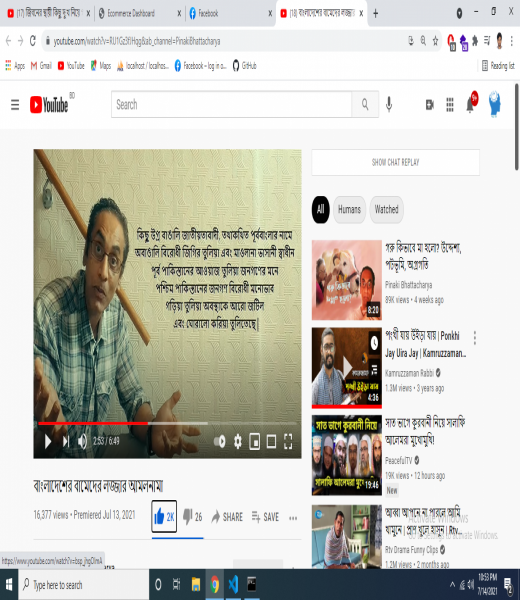 (17) জীবনের স্থায়ী কিছু দুঃখ নিয়ে
Ecommerce Dashboard
Facebook
(18) বাংলাদেশের বামেদের লজ্জার
youtube.com/watch?v=RU1Gz3f1Hqg&ab_channel=PinakiBhattacharya
Apps
Gmail
YouTube
Maps
localhost / localhos...
Facebook – log in o...
GitHub
Reading list
YouTube BD
Search
9+
SHOW CHAT REPLAY
কিছু উগ্র বাঙালি জাতীয়তাবাদী, তথাকথিত পূর্ববাংলার নামে
অবাঙালি বিরোধী জিগির তুলিয়া এবং মাওলানা ভাসানী স্বাধীন
পূর্ব পাকিস্তানের আওয়াজ তুলিয়া জনগণের মনে
পশ্চিম পাকিস্তানের জনগণ বিরোধী মনোভাব
গড়িয়া তুলিয়া অবস্থাকে আরো জটিল
এবং ঘোরালো করিয়া তুলিতেছে।
2:53 / 6:49
বাংলাদেশের বামেদের লজ্জার আমলনামা
16,377 views • Premiered Jul 13, 2021
2K
26
SHARE
SAVE
All
Humans
Watched
গরু কিভাবে মা হলো? উদ্দেশ্য,
পটভূমি, অগ্রগতি
Pinaki Bhattacharya
89K views • 4 weeks ago
8:20
পংখী যায় উইড়া যায় | Ponkhi
Jay Uira Jay | Kamruzzaman...
Kamruzzaman Rabbi
1.3M views • 3 years ago
4:36
সাত ভাগে কুরবানী নিয়ে সালাফি
আলেমরা মুখোমুখি!
PeacefulTV
19K views • 12 hours ago
New
সাত ভাগে কুরবানী নিয়ে
19:46
আব্বা আপনে না পারলে আমি
থামুনে। প্রাণ খুলে হাসুন | Rtv...
Rtv Drama Funny Clips
1.2M views • 2 months ago
Activate Windows
Go to Settings to activate Windows.
https://www.youtube.com/watch?v=bsp_jhgDlmA
Type here to search
10:53 PM
7/14/2021